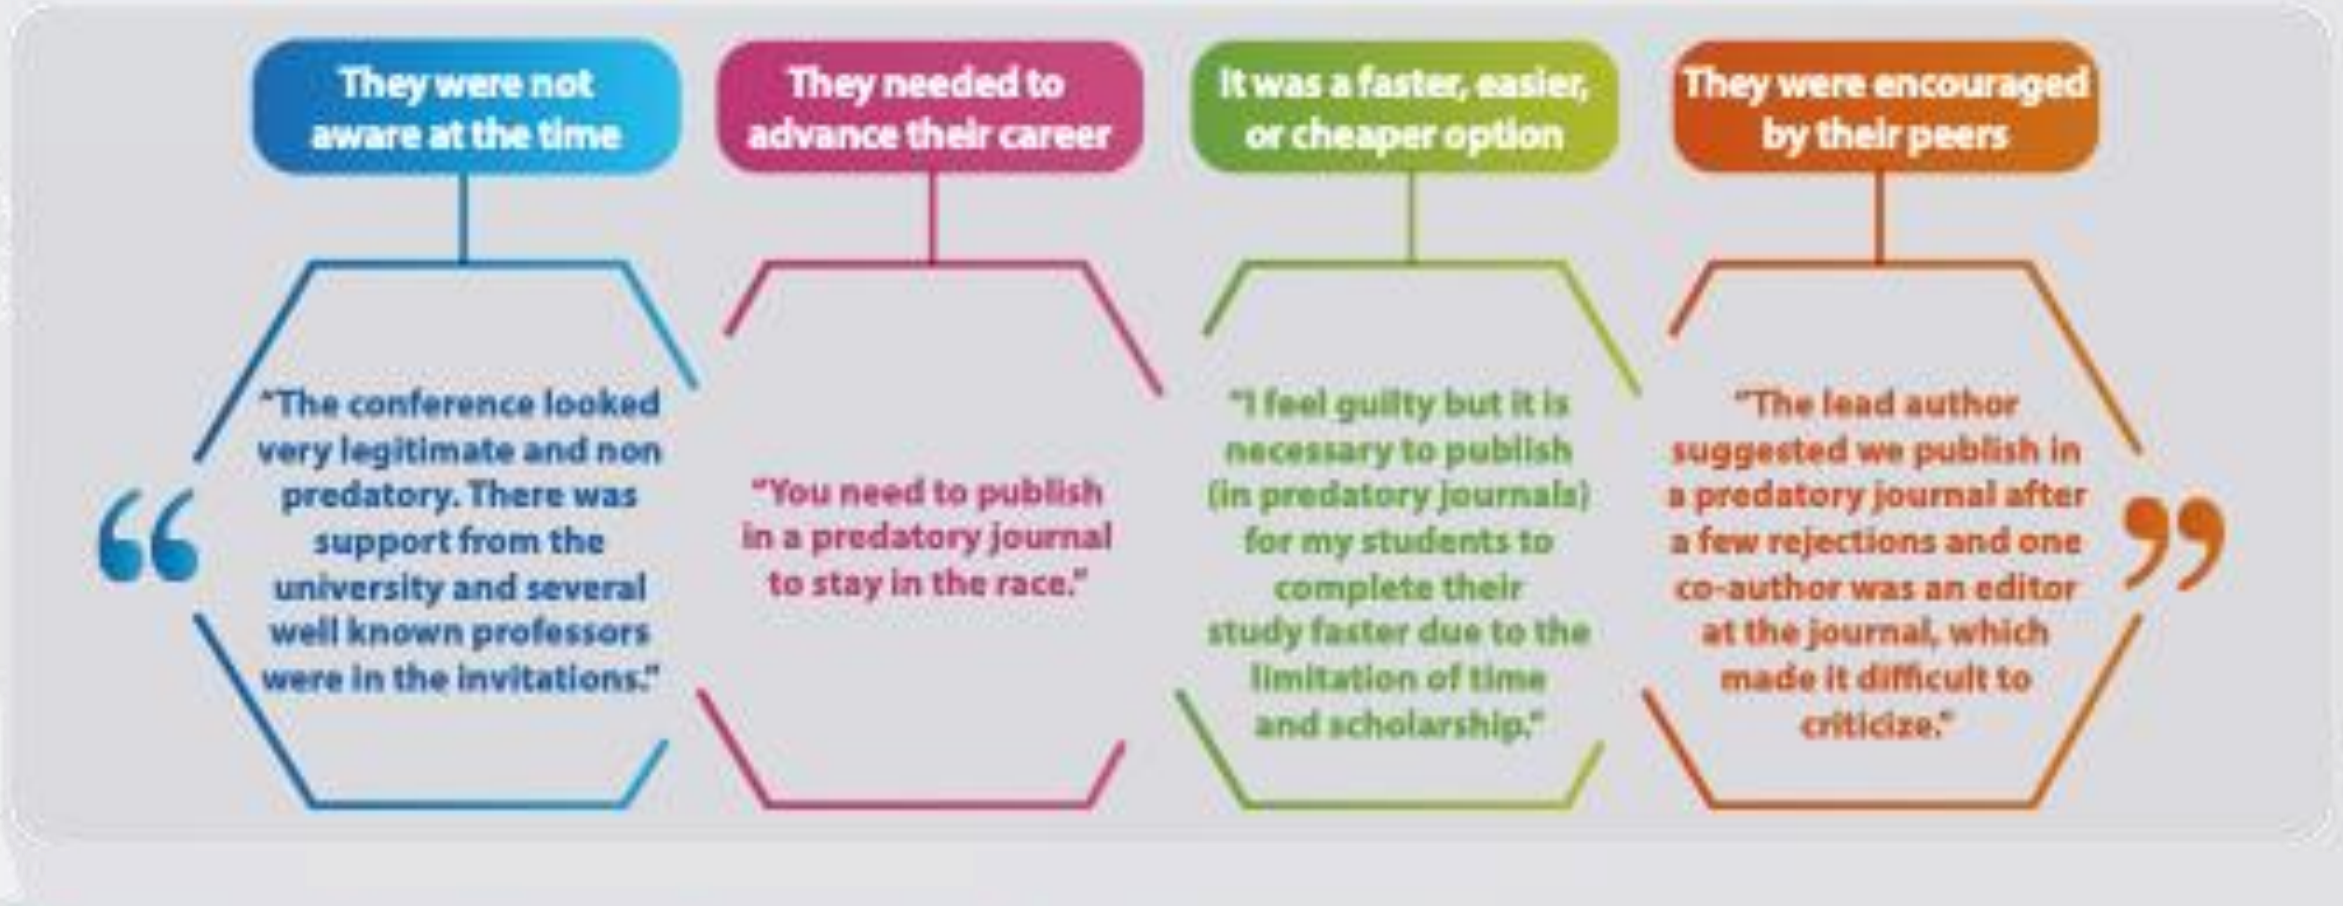 They were not
aware at the time
"The conference looked
very legitimate and non
predatory. There was
support from the
university and several
well known professors
were in the invitations."
They needed to
advance their career
"You need to publish
in a predatory journal
to stay in the race."
It was a faster, easier,
or cheaper option
"I feel guilty but it is
necessary to publish
(in predatory journals)
for my students to
complete their
study faster due to the
limitation of time
and scholarship."
They were encouraged
by their peers
"The lead author
suggested we publish in
a predatory journal after
a few rejections and one
co-author was an editor
at the journal, which
made it difficult to
criticize."